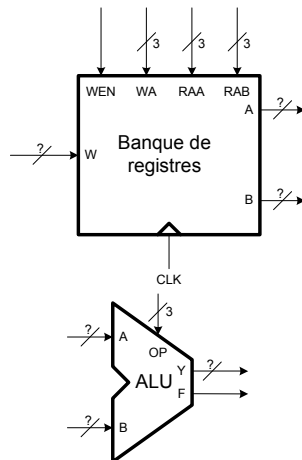 3 3 3
WEN WA RAA RAB
A
?
Banque de
registres
?
W
?
B
CLK
3
?
A
OP
Y
?
ALU
F
?
B